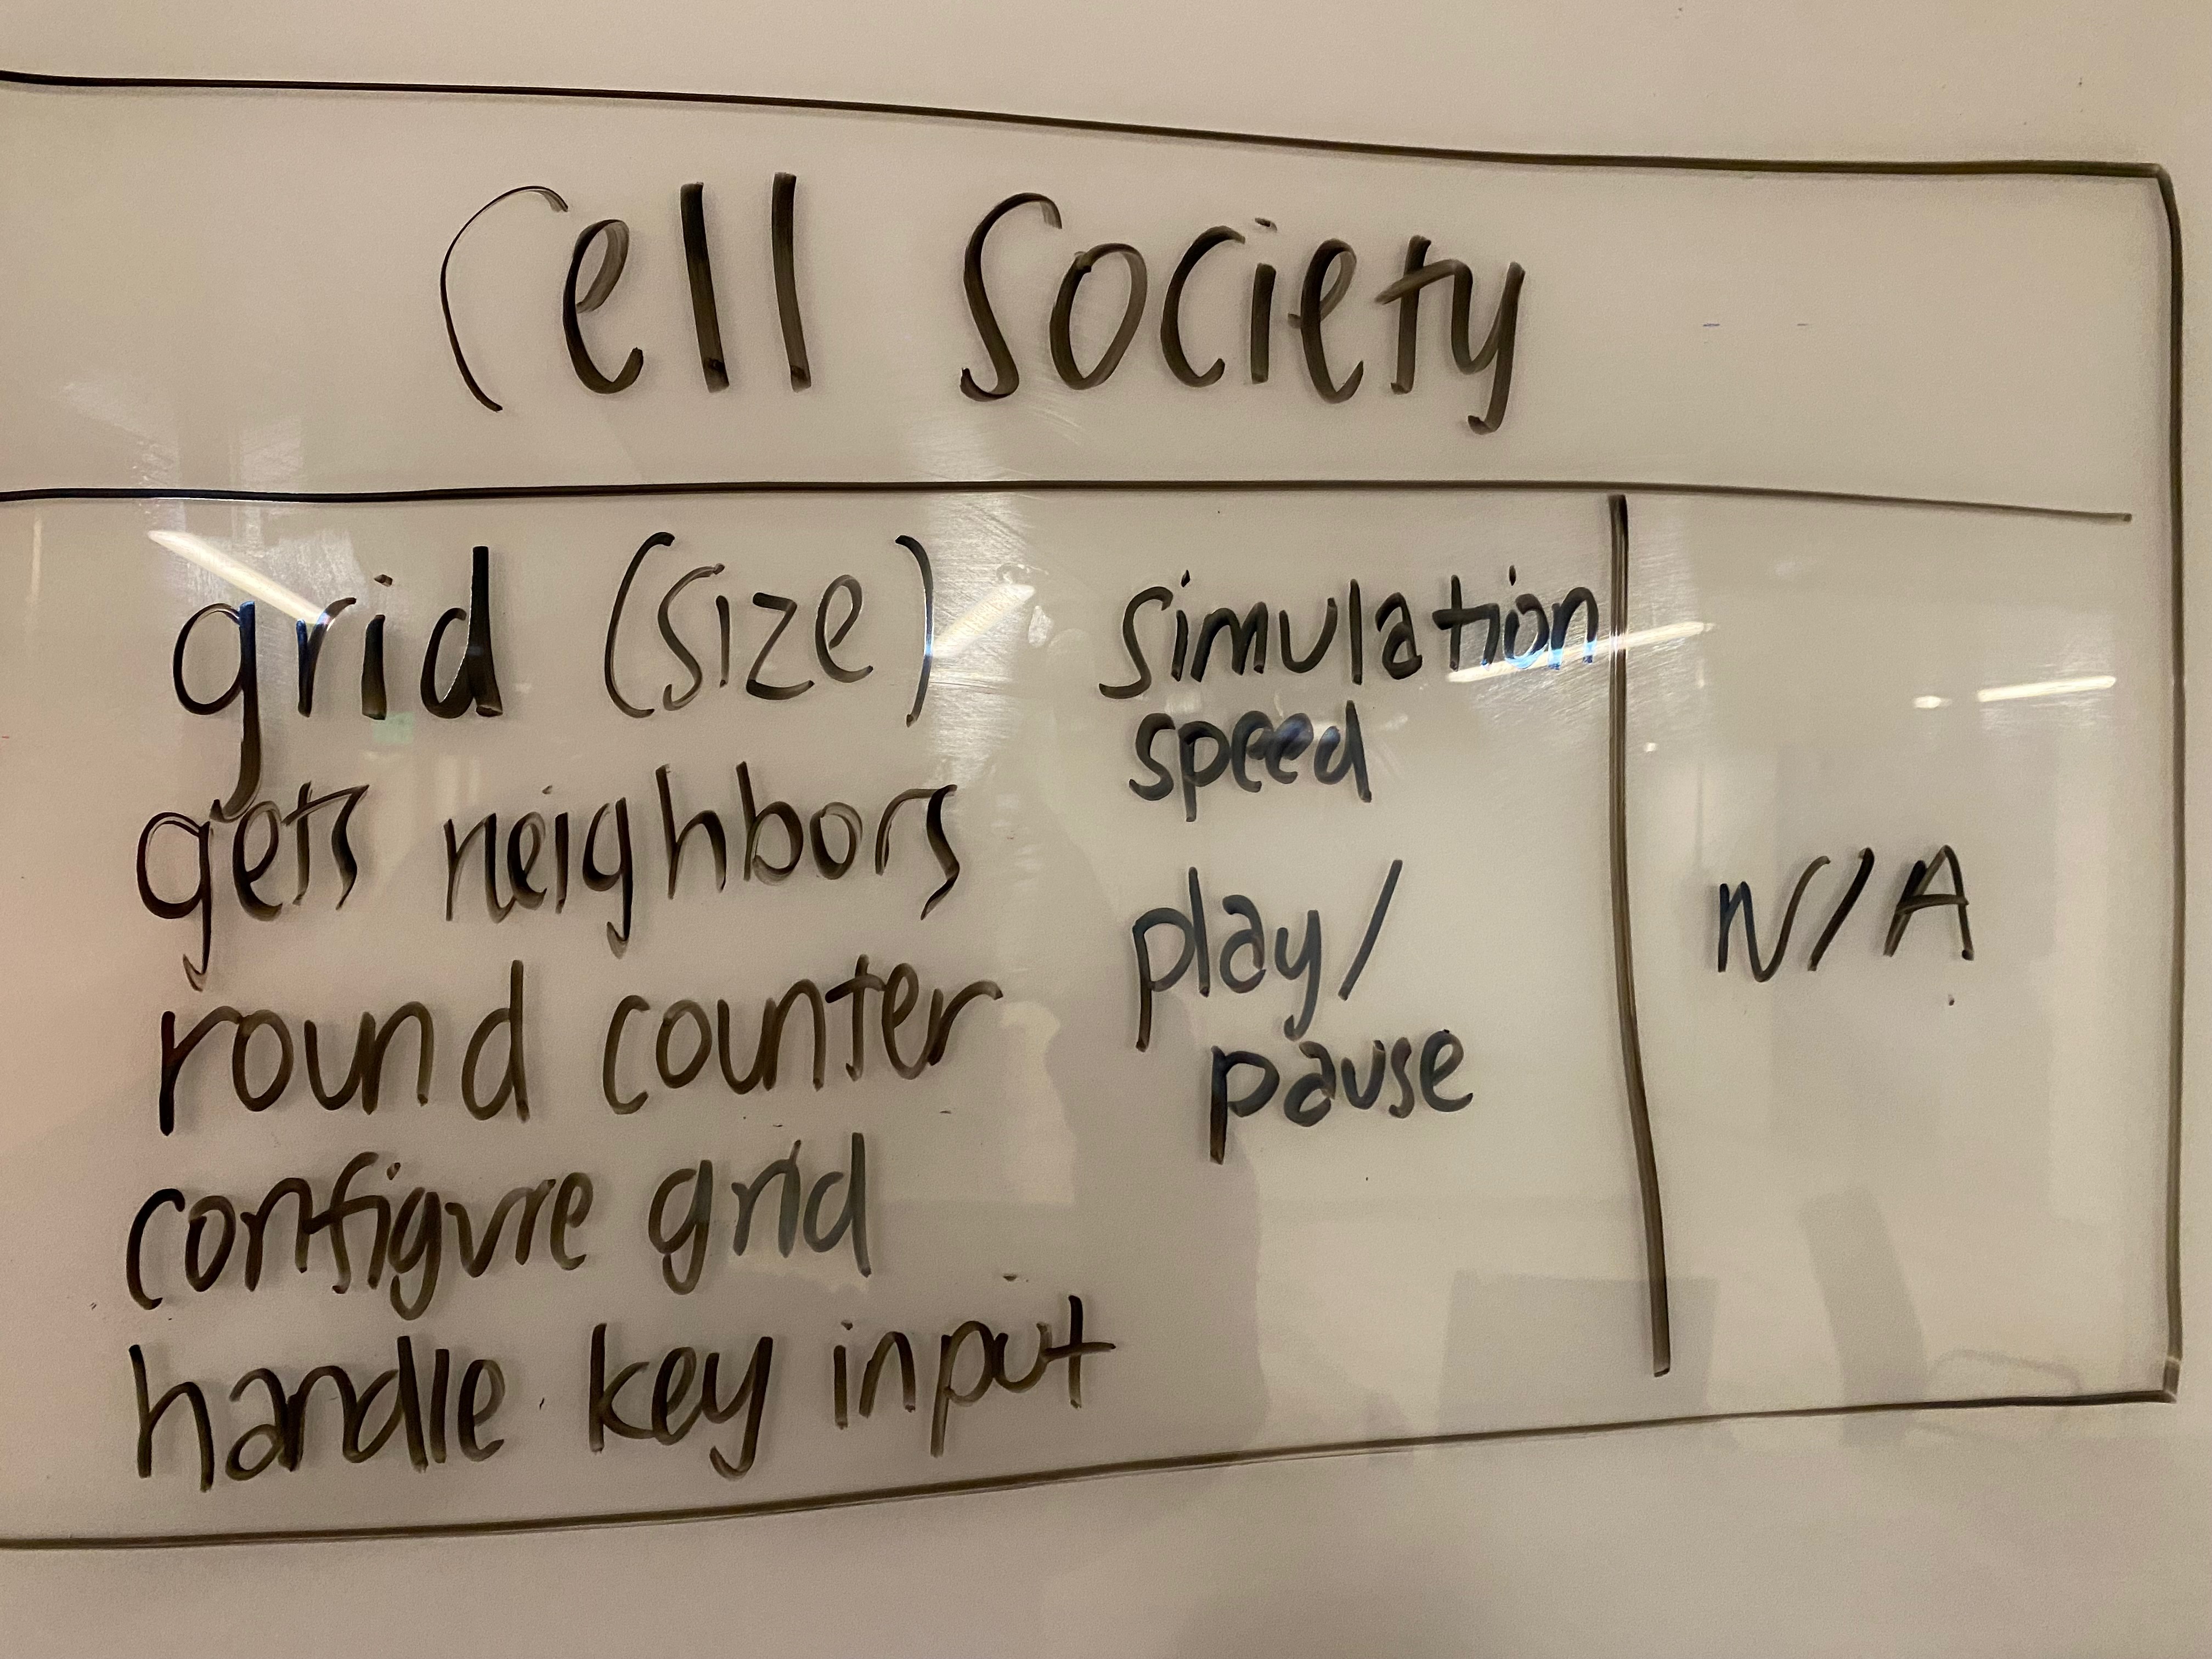 Cell Society
grid (size)
gets neighbors
round counter
configure grid
handle key input
simulation
speed
play/
pause
N/A